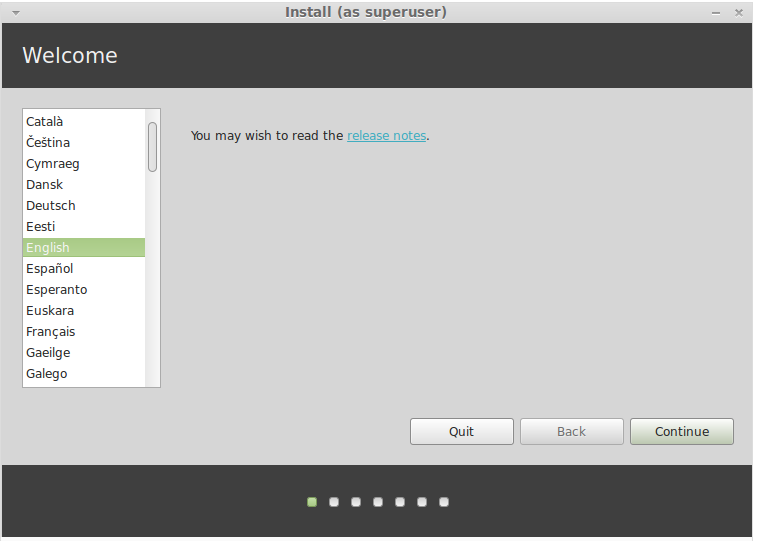 Install (as superuser)
Welcome
Català
Čeština
Cymraeg
Dansk
Deutsch
Eesti
English
Español
Esperanto
Euskara
Français
Gaeilge
Galego
You may wish to read the release notes.
Quit
Back
Continue